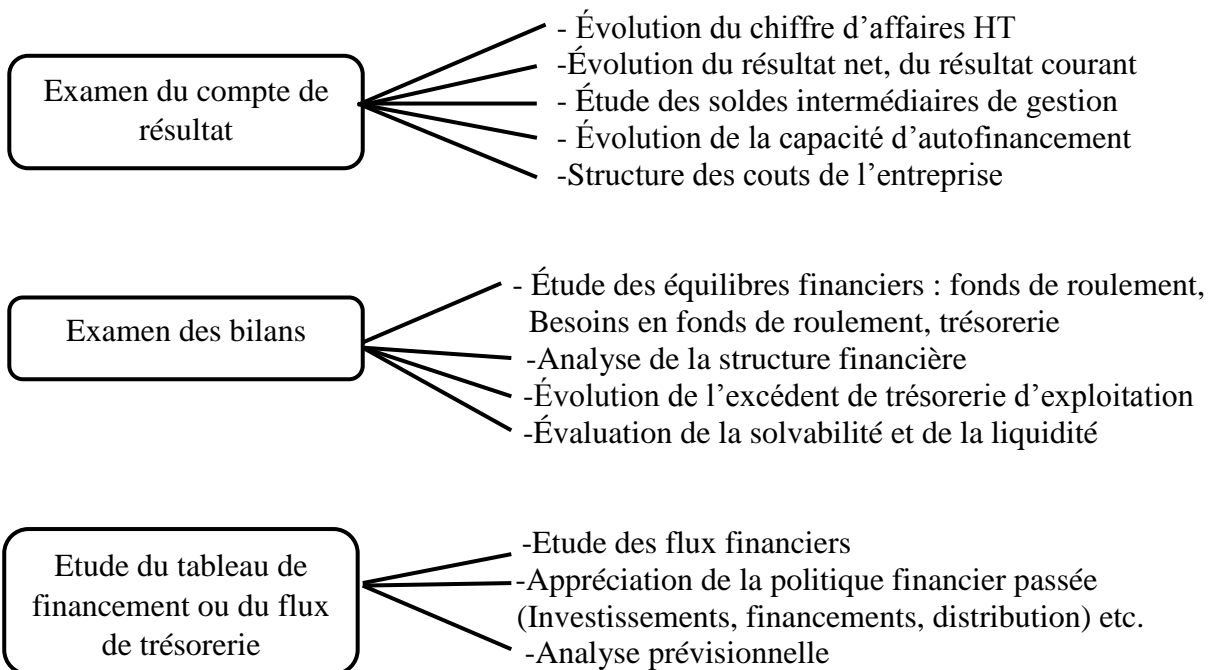 Examen du compte de
résultat
- Évolution du chiffre d’affaires HT
-Évolution du résultat net, du résultat courant
- Étude des soldes intermédiaires de gestion
- Évolution de la capacité d’autofinancement
-Structure des couts de l’entreprise
Examen des bilans
- Étude des équilibres financiers : fonds de roulement,
Besoins en fonds de roulement, trésorerie
-Analyse de la structure financière
-Évolution de l’excédent de trésorerie d’exploitation
-Évaluation de la solvabilité et de la liquidité
Etude du tableau de
financement ou du flux
de trésorerie
-Etude des flux financiers
-Appréciation de la politique financier passée
(Investissements, financements, distribution) etc.
-Analyse prévisionnelle